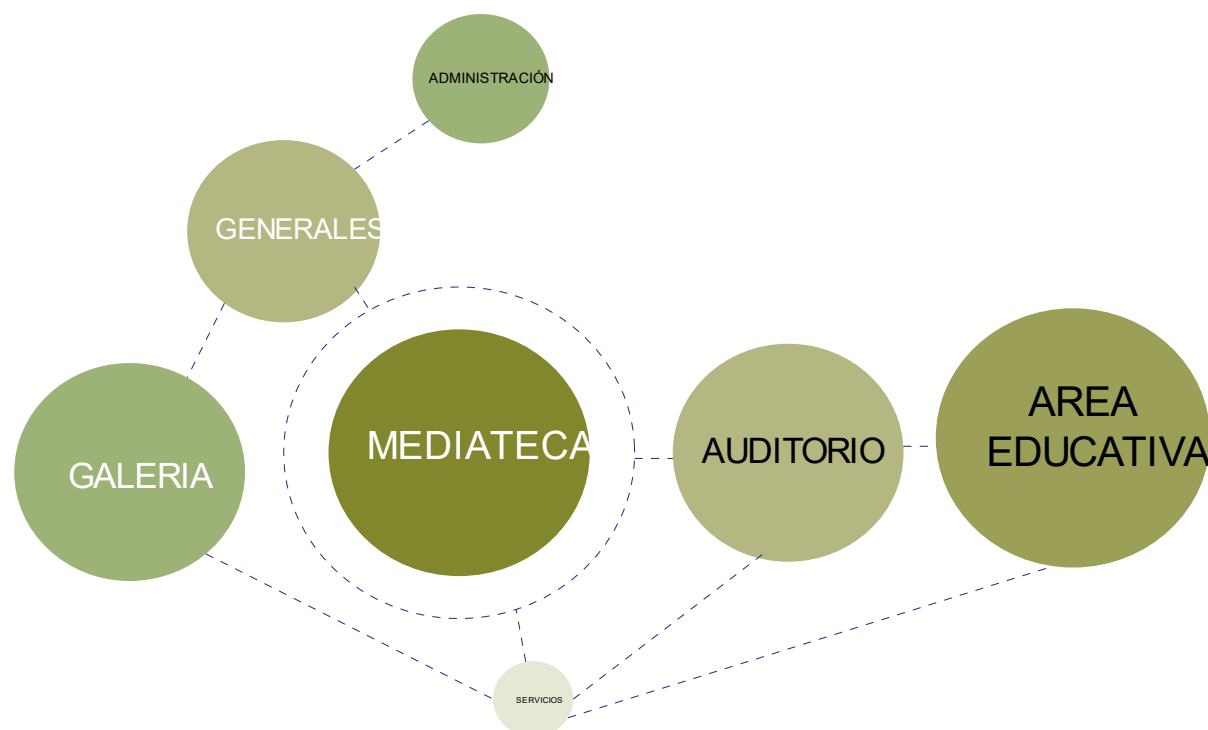 ADMINISTRACIÓN
GENERALES
MEDIATECA
GALERIA
AUDITORIO
AREA
EDUCATIVA
SERVICIOS